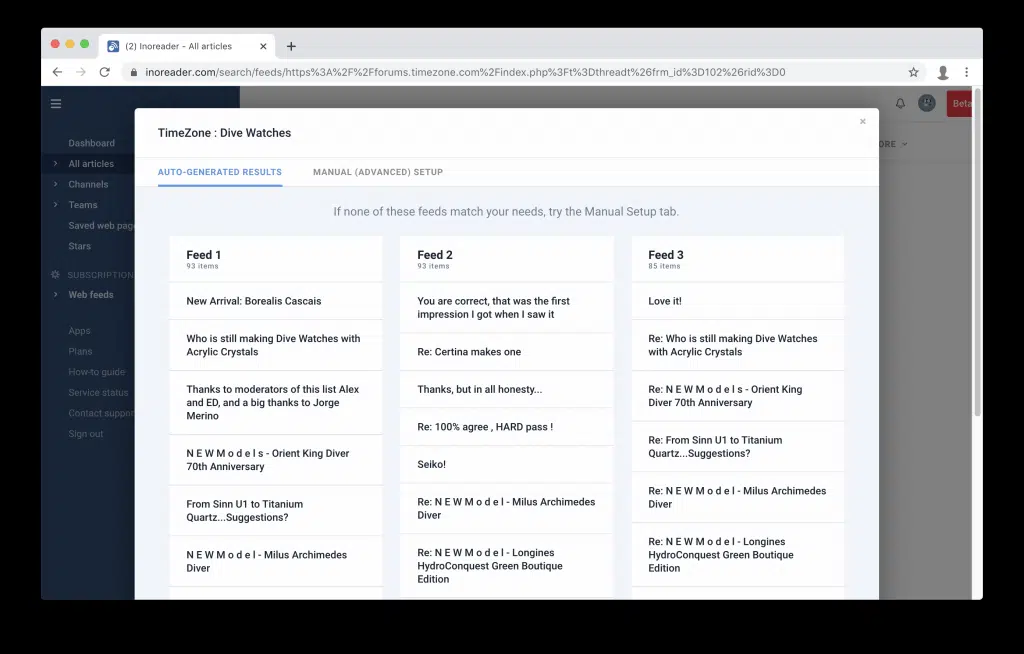 (2) Inoreader - All articles
inoreader.com/search/feeds/https%3A%2F%2Fforums.timezone.com%2Findex.php%3Ft%3Dthreadt%26frm_id%3D102%26rid%3D0
Beta
ORE
Dashboard
All articles
Channels
Teams
Saved web pag
Stars
SUBSCRIPTION
Web feeds
Apps
Plans
How-to guide
Service status
Contact suppor
Sign out
TimeZone : Dive Watches
AUTO-GENERATED RESULTS
MANUAL (ADVANCED) SETUP
If none of these feeds match your needs, try the Manual Setup tab.
Feed 1
93 items
New Arrival: Borealis Cascais
Who is still making Dive Watches with
Acrylic Crystals
Thanks to moderators of this list Alex
and ED, and a big thanks to Jorge
Merino
N E W M o d e l s - Orient King Diver
70th Anniversary
From Sinn U1 to Titanium
Quartz...Suggestions?
N E W M o d e l - Milus Archimedes
Diver
Feed 2
93 items
You are correct, that was the first
impression I got when I saw it
Re: Certina makes one
Thanks, but in all honesty...
Re: 100% agree , HARD pass !
Seiko!
Re: N E W M o d e l - Milus Archimedes
Diver
Re: N E W M o d e l - Longines
HydroConquest Green Boutique
Edition
Feed 3
85 items
Love it!
Re: Who is still making Dive Watches
with Acrylic Crystals
Re: N E W M o d e l s - Orient King
Diver 70th Anniversary
Re: From Sinn U1 to Titanium
Quartz...Suggestions?
Re: N E W M o d e l - Milus Archimedes
Diver
Re: N E W M o d e l - Longines
HydroConquest Green Boutique
Edition